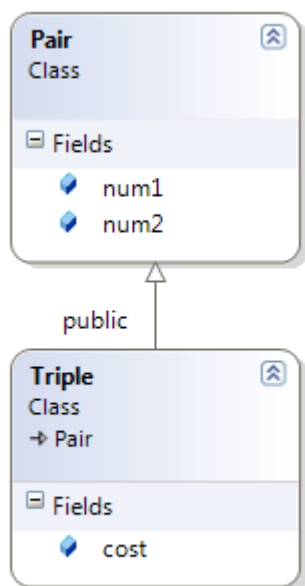 Pair
Class
Fields
num1
num2
public
Triple
Class
Pair
Fields
cost